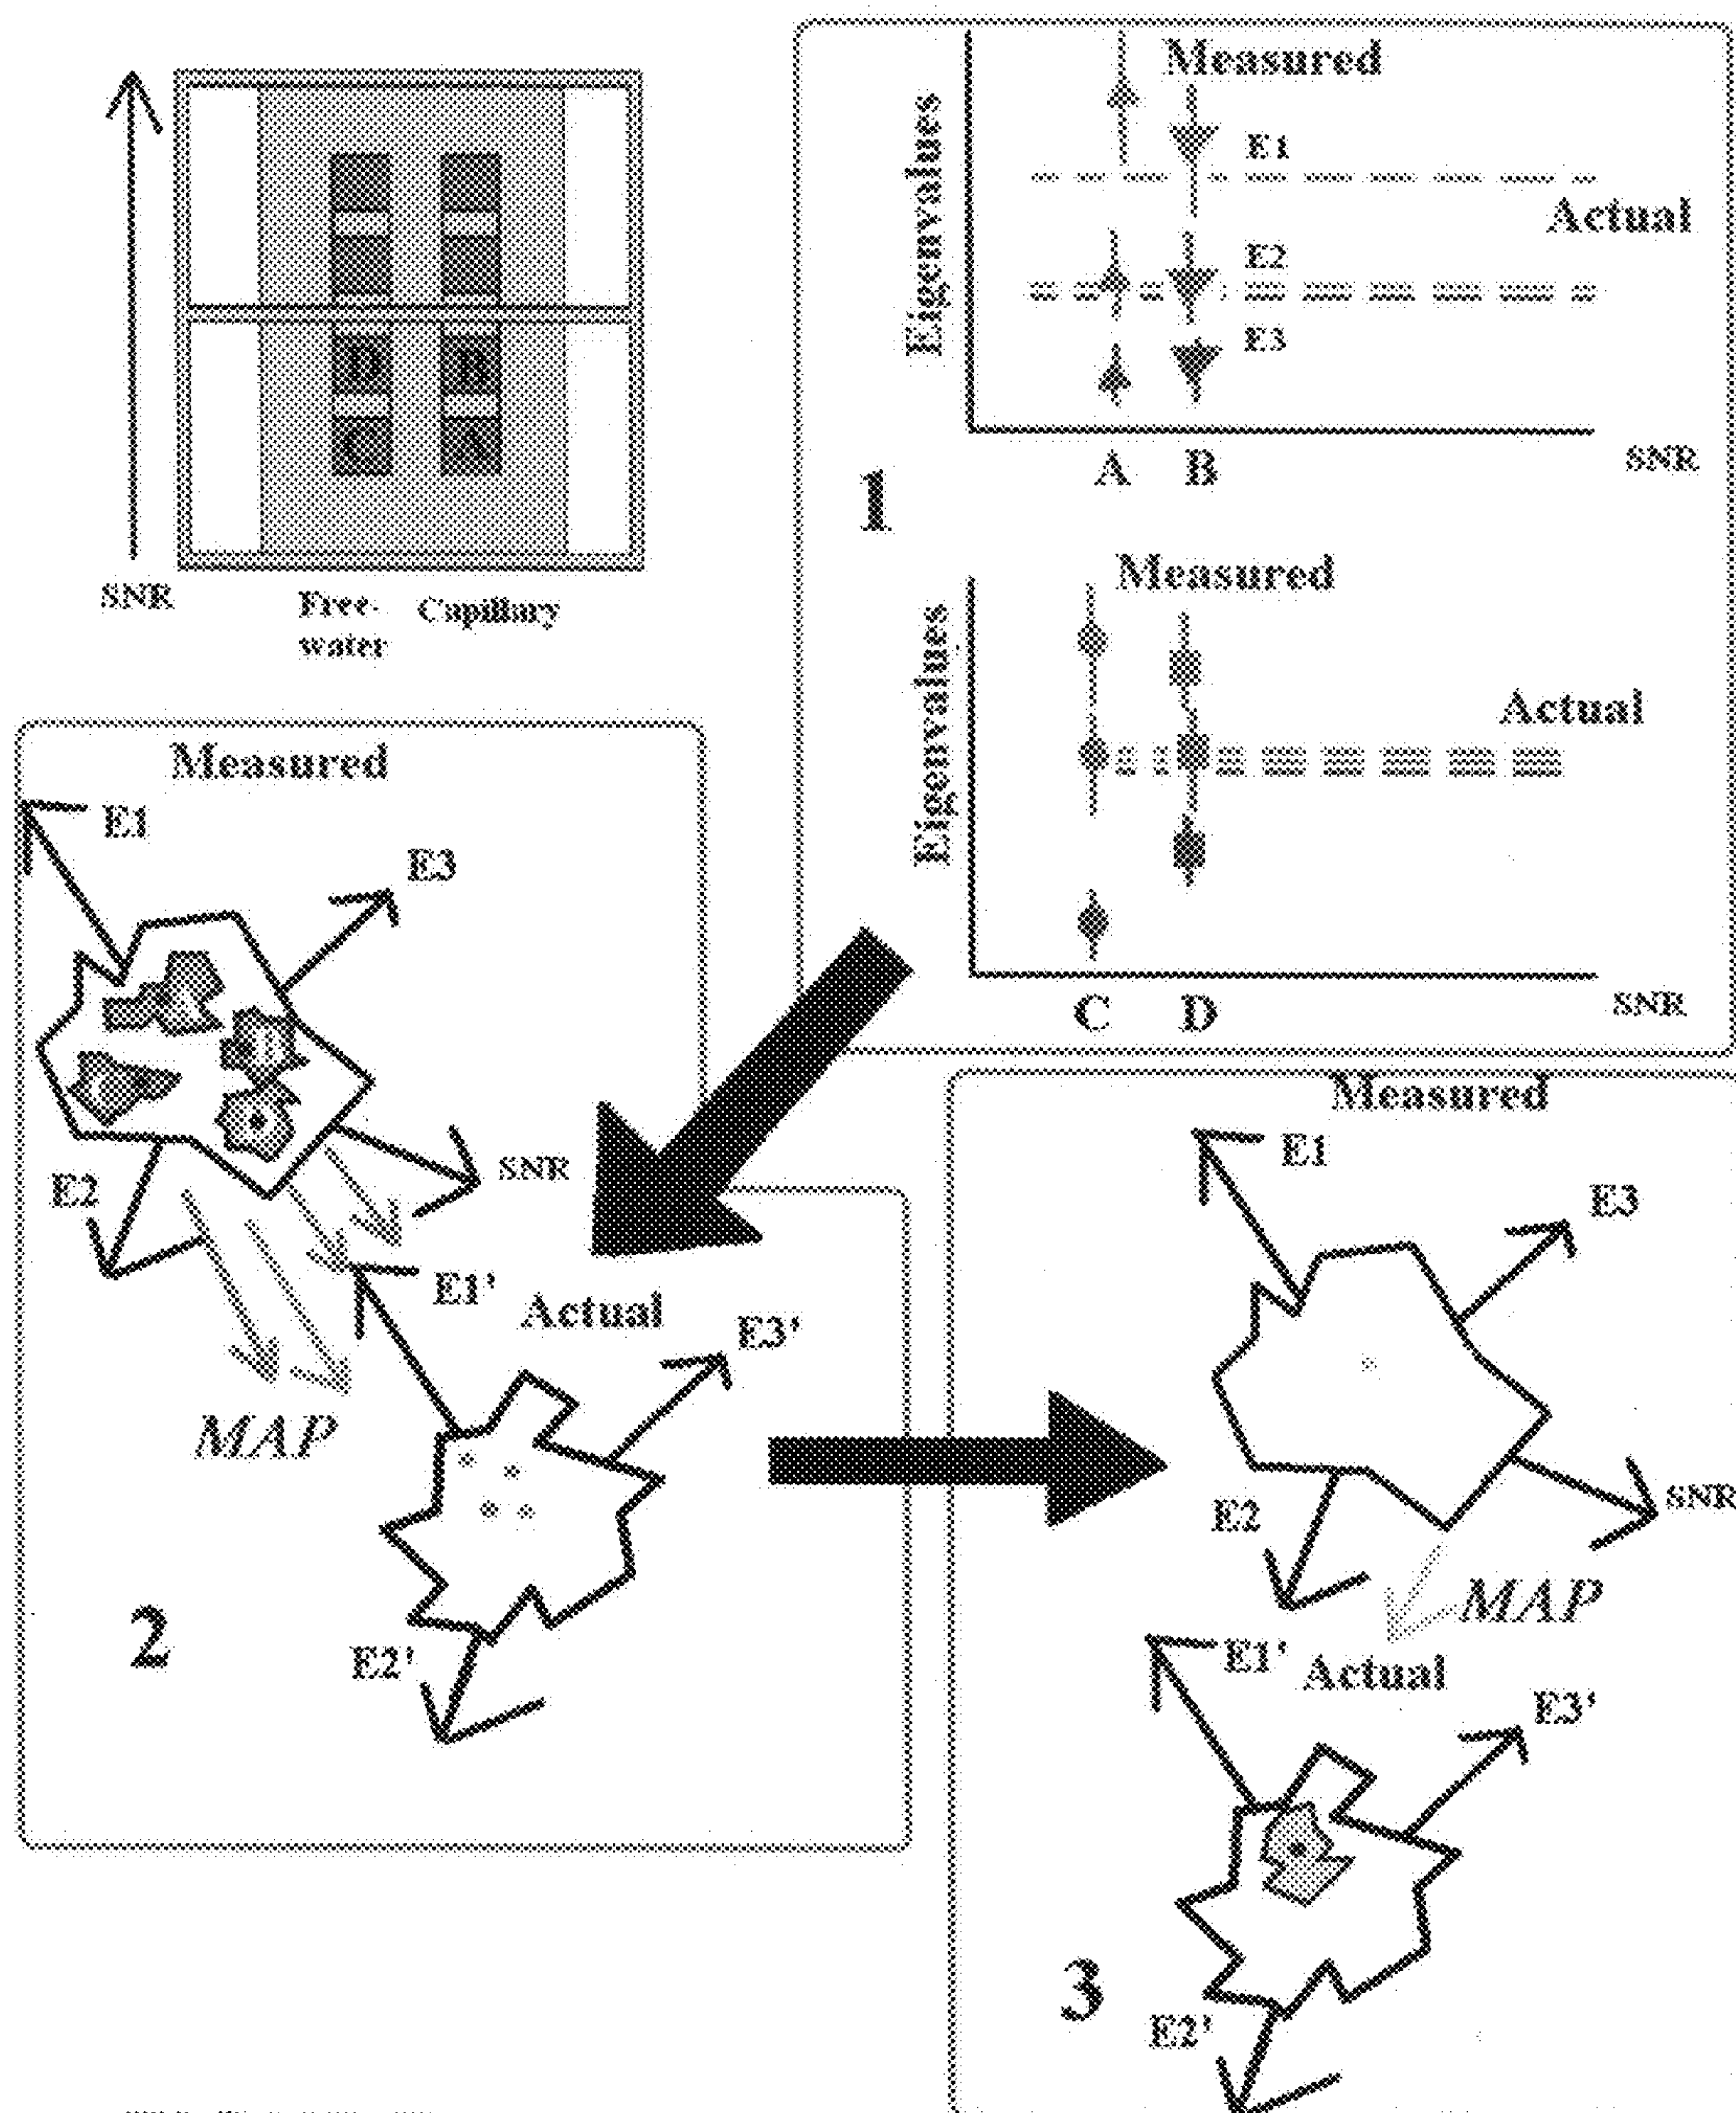 D B
C A
SNR
Free-
water
Capillary
Measured
E1
Actual
E2
E3
Eigenvalues
A B
SNR
1
Measured
Actual
Eigenvalues
C D
SNR
Measured
E1
E3
SNR
E2
MAP
E1'
Actual
E3'
E2'
2
Measured
E1
E3
SNR
E2
MAP
E1'
Actual
E3'
E2'
3